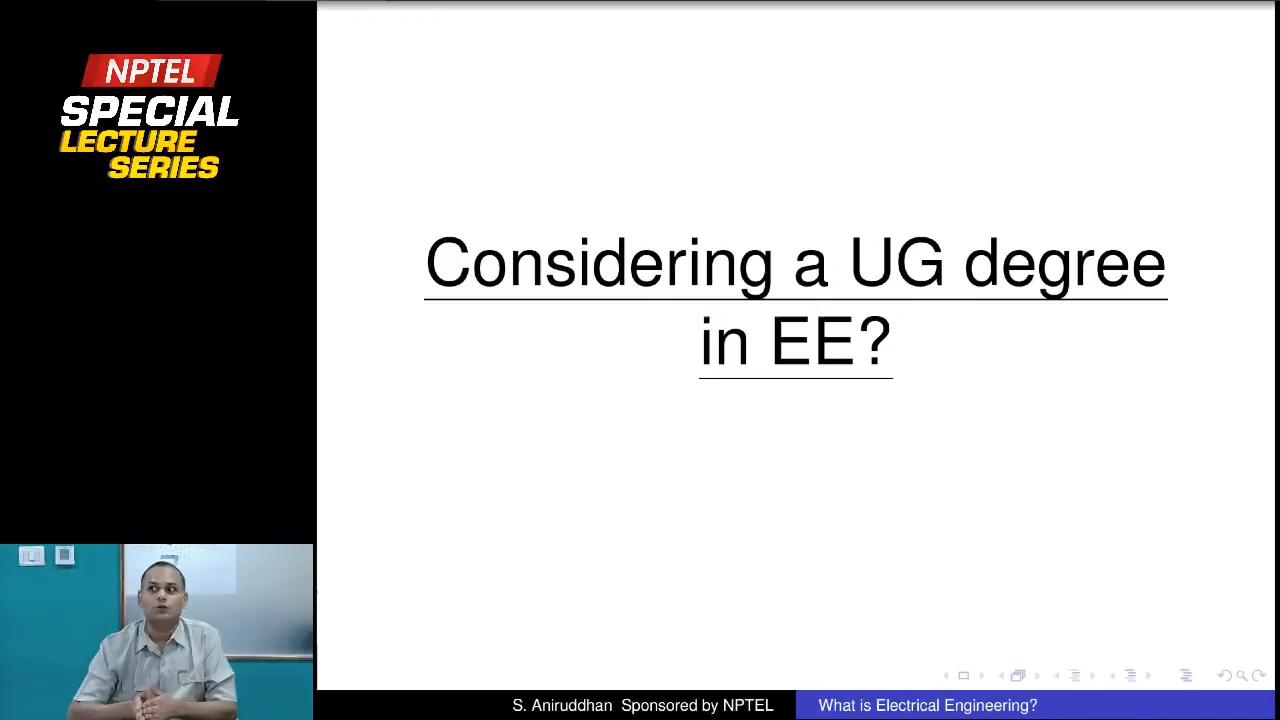 NPTEL
SPECIAL
LECTURE
SERIES
Considering a UG degree
in EE?
S. Aniruddhan Sponsored by NPTEL
What is Electrical Engineering?